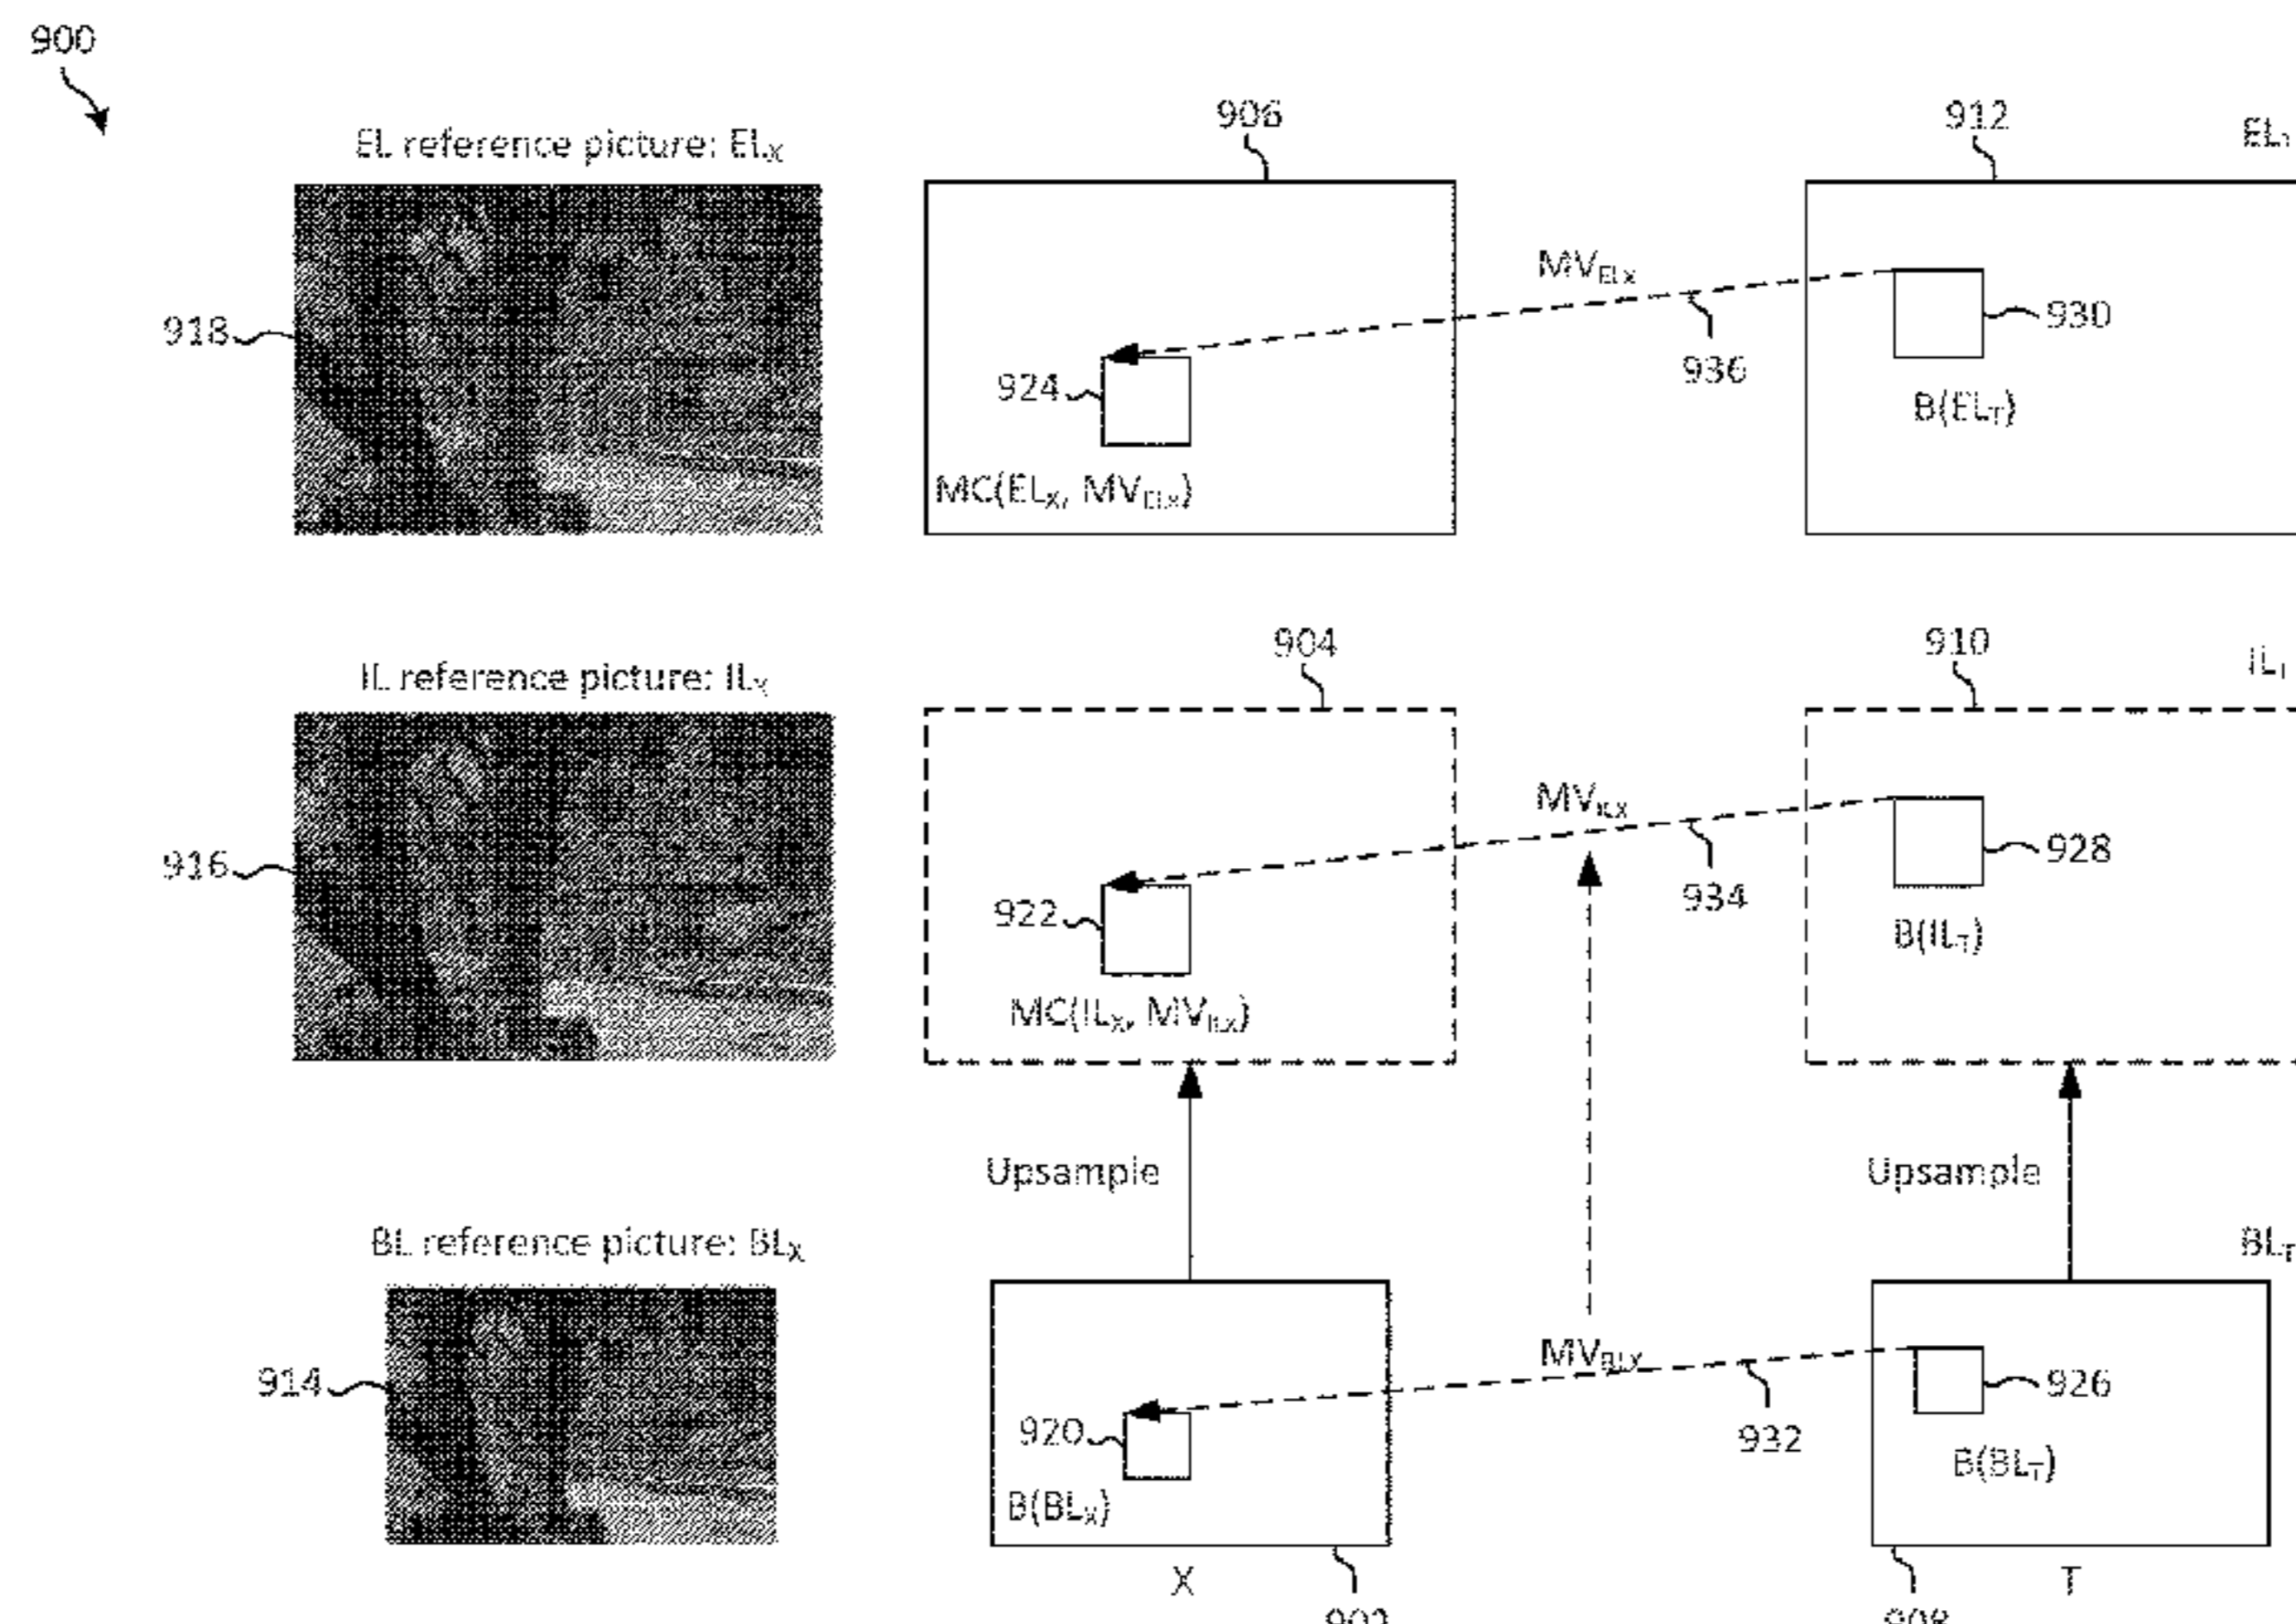 900
906
912
EL reference picture: ELX
ELT
918
MVELX
936
930
924
B(ELT)
MC(ELX, MVELX)
904
910
IL reference picture: ILX
ILT
916
MVILX
934
928
922
B(ILT)
MC(ILX, MVILX)
Upsample
Upsample
BL reference picture: BLX
BLT
914
MVBLX
926
920
932
B(BLT)
B(BLX)
X
T
902
908